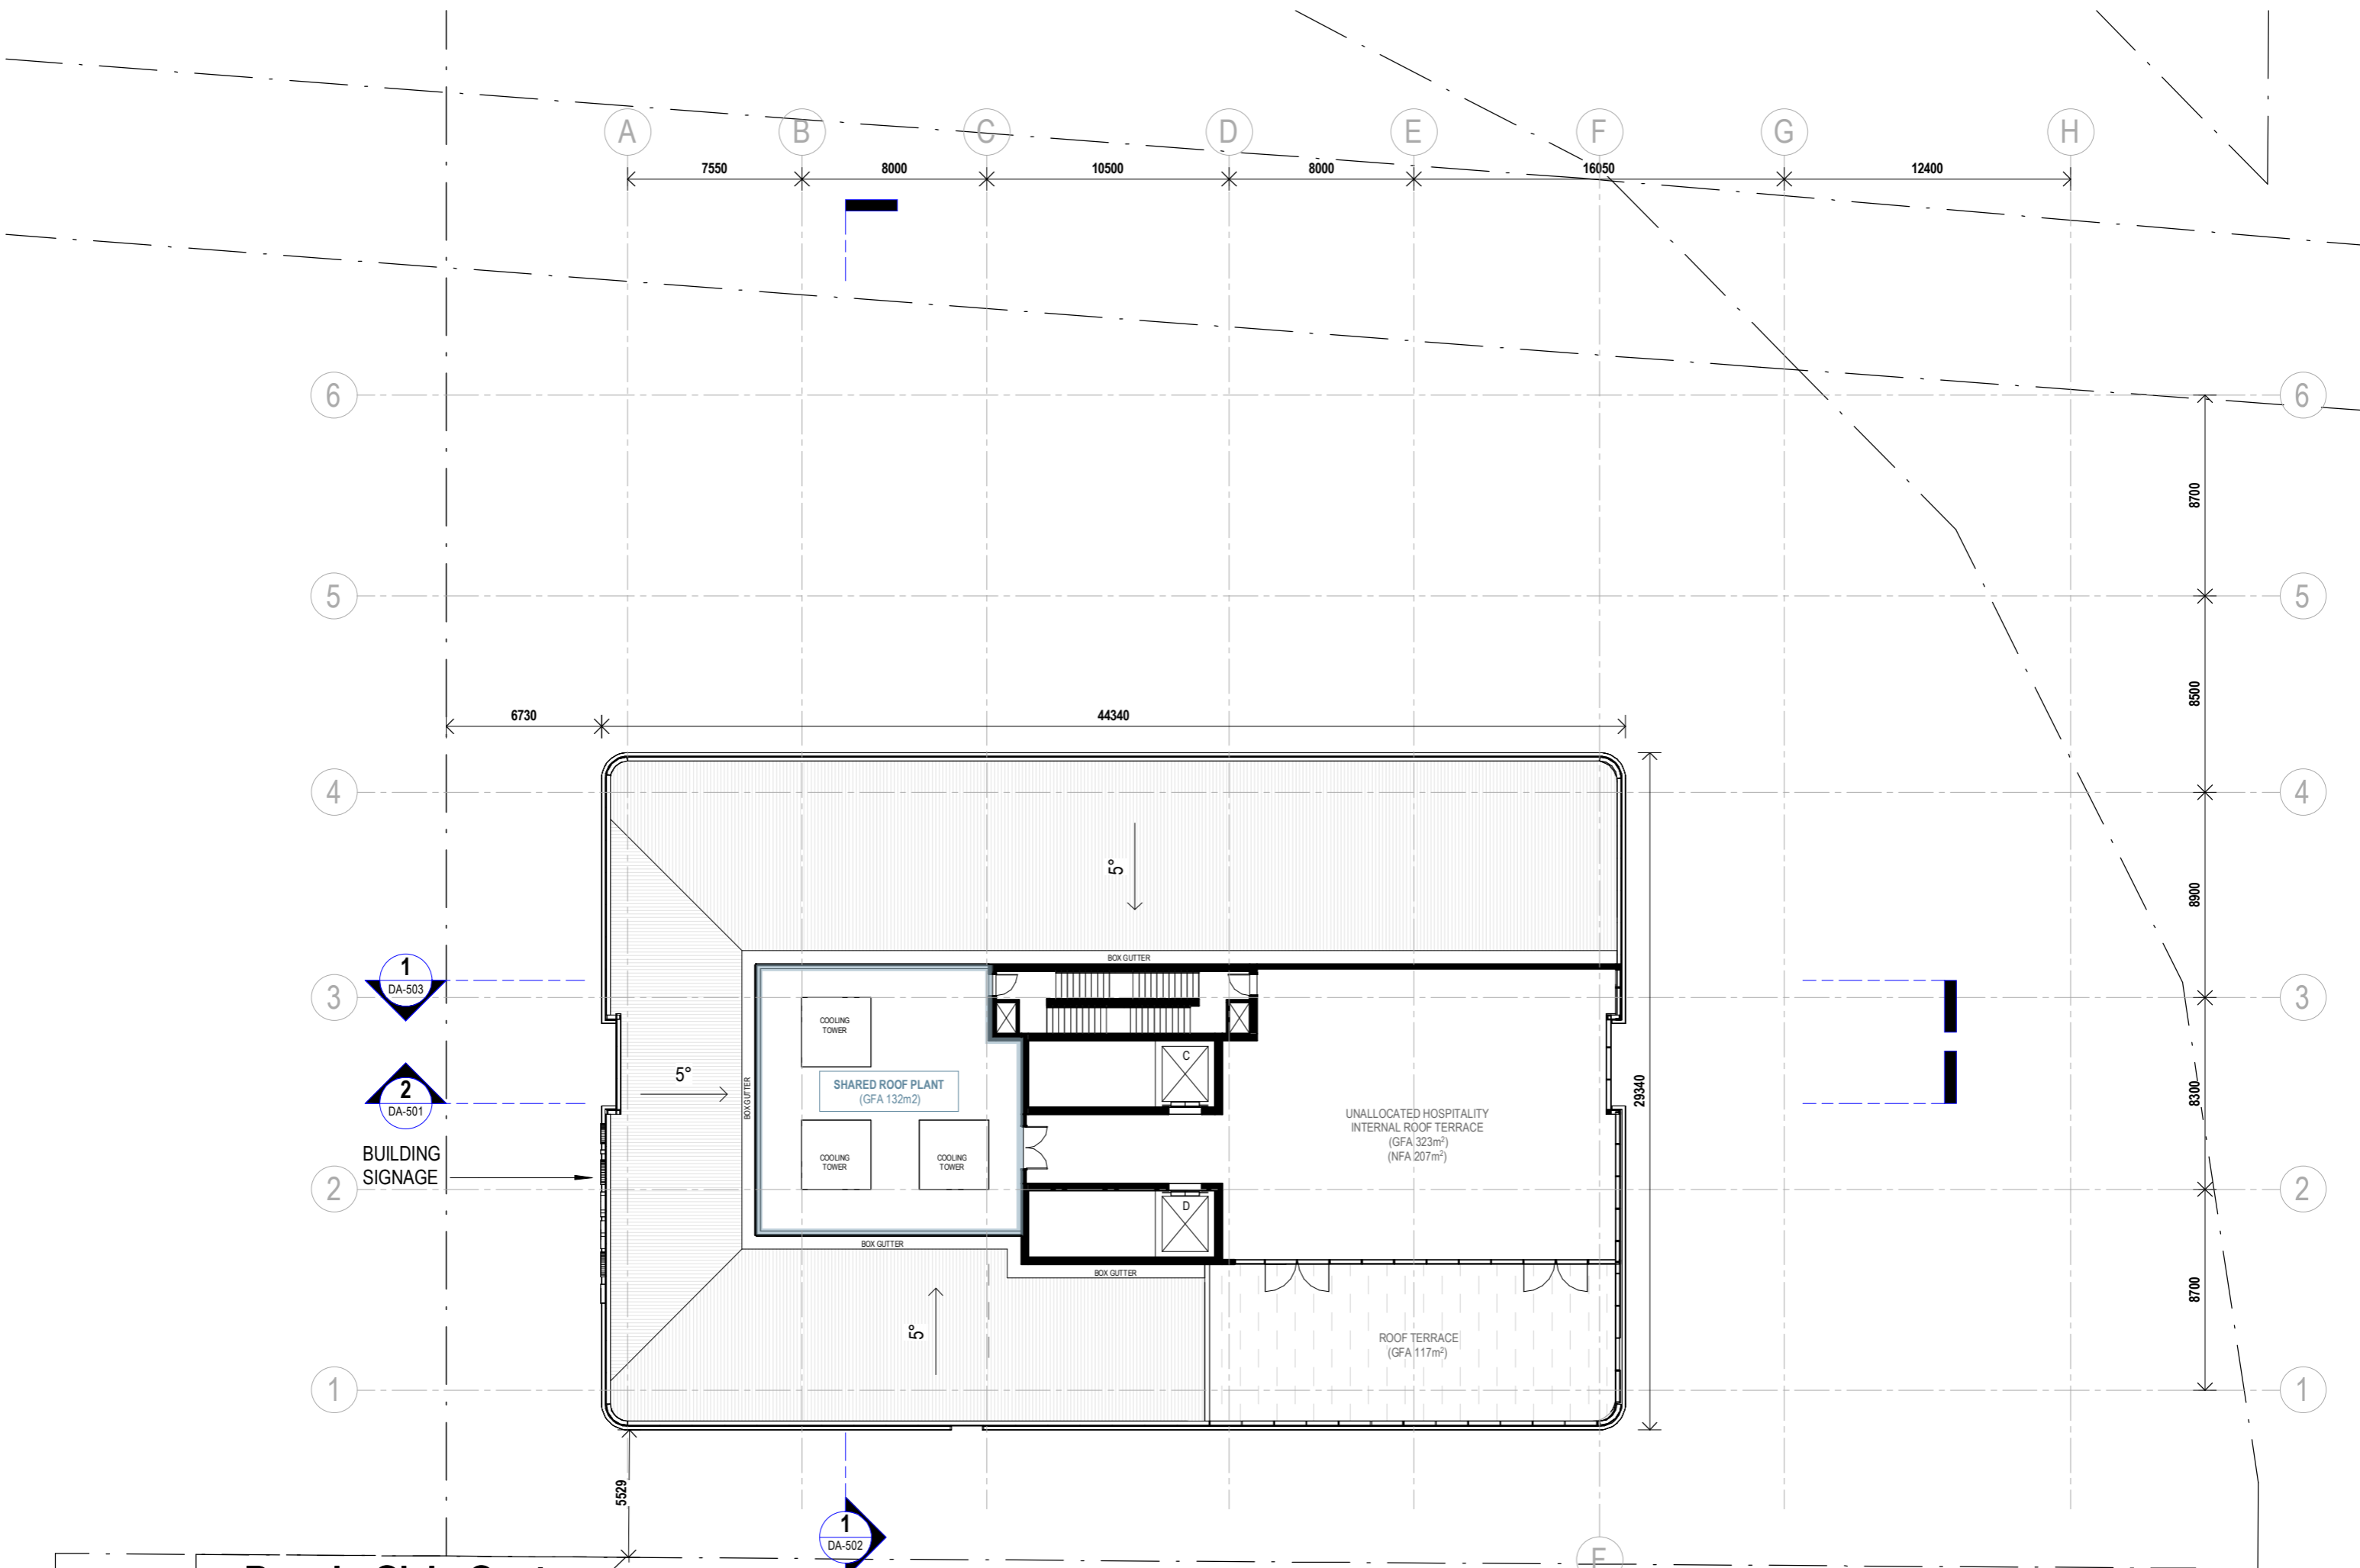 A B C D E F G H
7550 8000 10500 8000 16050 12400
6 6
8700
5 5
8500
6730 44340
4 4
5°
8900
BOX GUTTER
1
DA-503
3 3
COOLING
TOWER
C
5°
SHARED ROOF PLANT
(GFA 132m2)
BOX GUTTER
29340
8300
2
DA-501
UNALLOCATED HOSPITALITY
INTERNAL ROOF TERRACE
(GFA 323m²)
(NFA 207m²)
BUILDING
SIGNAGE
COOLING
TOWER
COOLING
TOWER
2 2
D
BOX GUTTER
BOX GUTTER
8700
5°
ROOF TERRACE
(GFA 117m²)
1 1
5529
1
DA-502